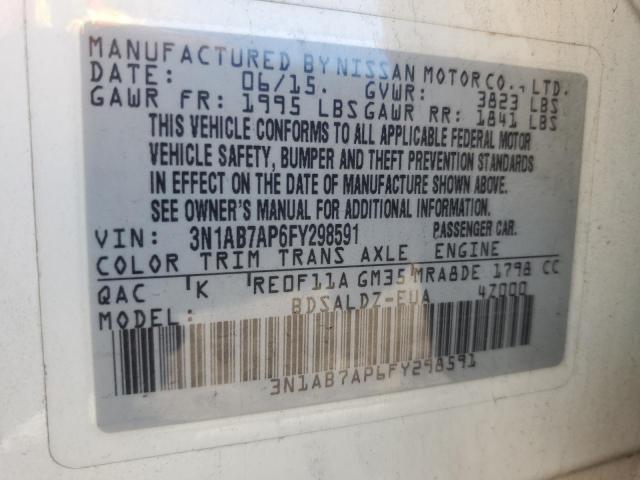 MANUFACTURED BY NISSAN MOTOR CO., LTD.
DATE: 06/15. GVWR: 3823 LBS
GAWR FR: 1995 LBS GAWR RR: 1841 LBS
THIS VEHICLE CONFORMS TO ALL APPLICABLE FEDERAL MOTOR
VEHICLE SAFETY, BUMPER AND THEFT PREVENTION STANDARDS
IN EFFECT ON THE DATE OF MANUFACTURE SHOWN ABOVE.
SEE OWNER'S MANUAL FOR ADDITIONAL INFORMATION.
VIN: 3N1AB7AP6FY298591 PASSENGER CAR.
COLOR TRIM TRANS AXLE ENGINE
QAC K RE0F11A GM35 MRA8DE 1798 CC
MODEL: BDSALDZ-EUA 4Z000
3N1AB7AP6FY298591